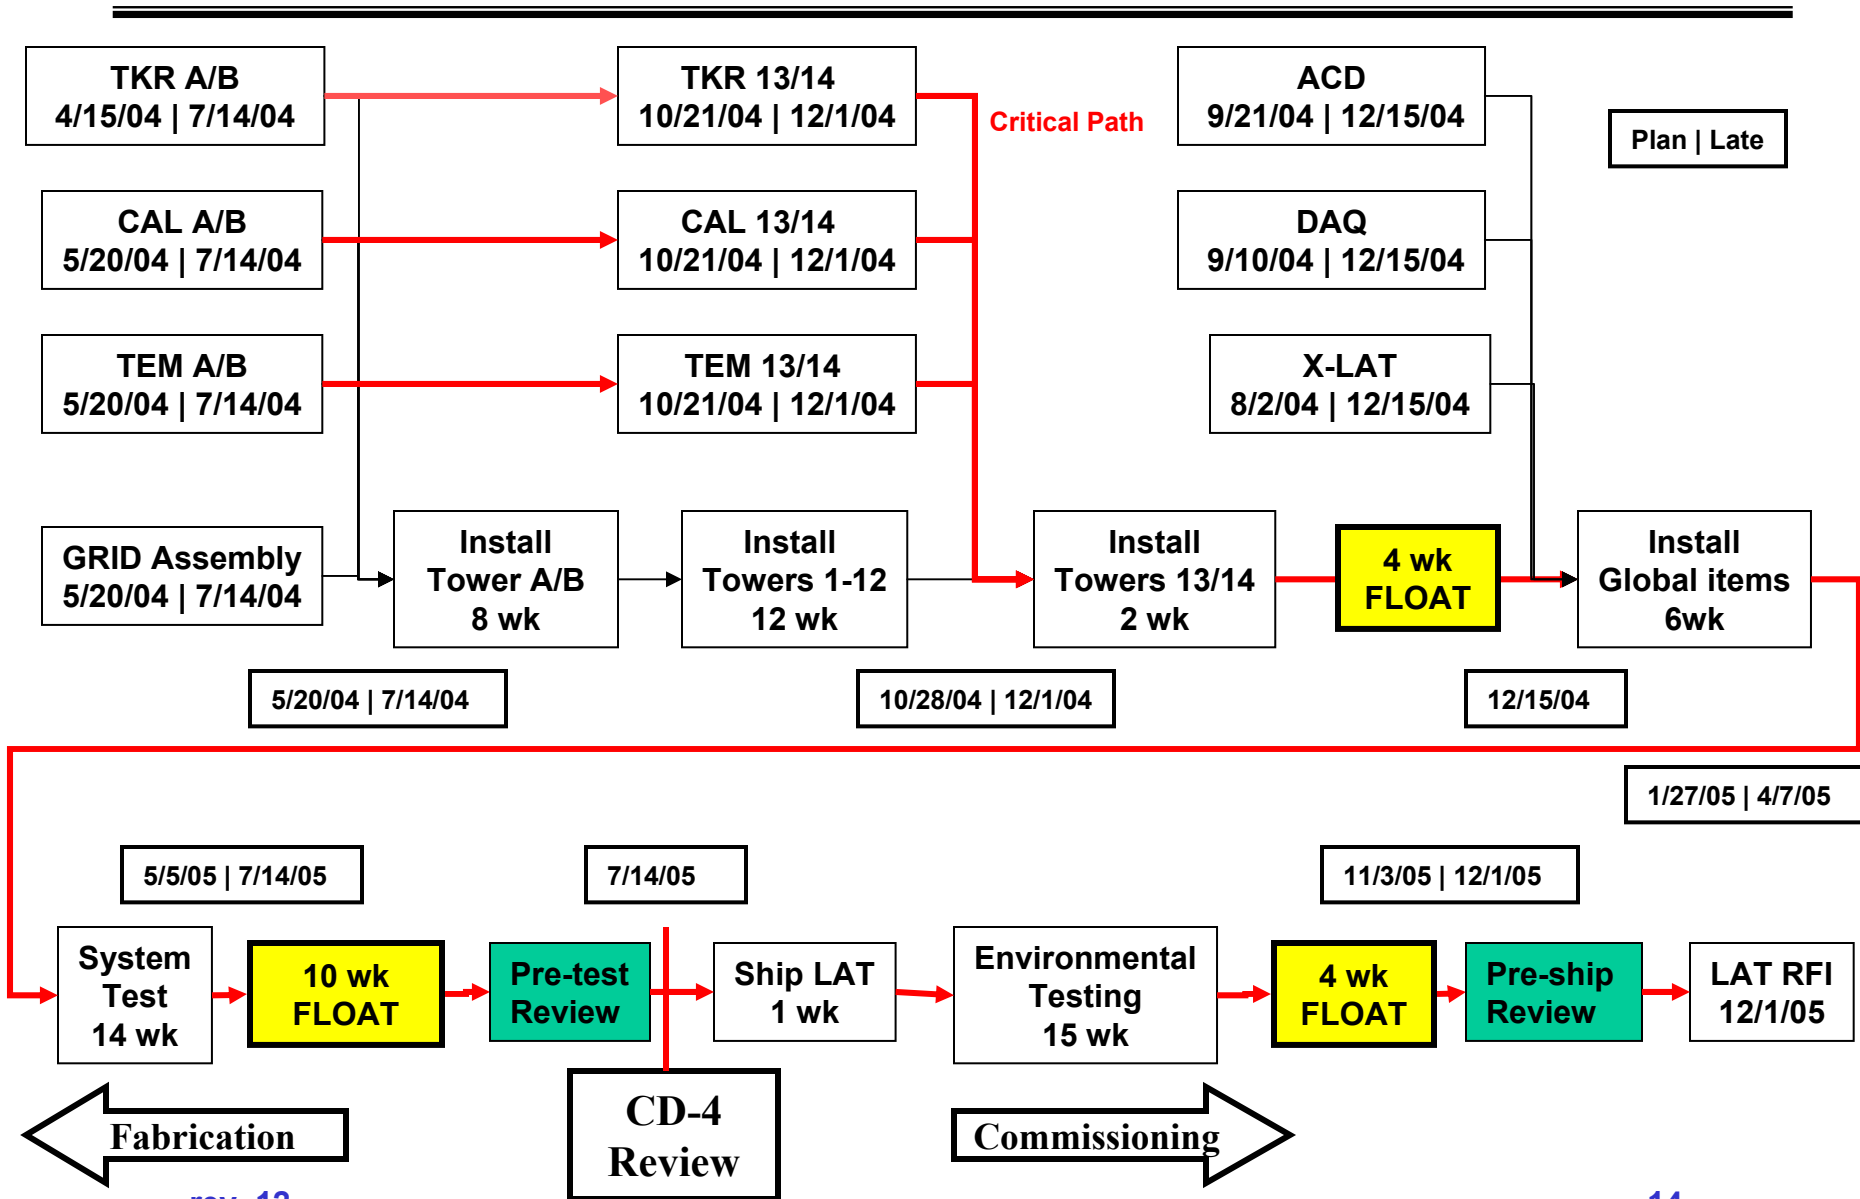 TKR A/B
4/15/04 | 7/14/04
TKR 13/14
10/21/04 | 12/1/04
Critical Path
ACD
9/21/04 | 12/15/04
Plan | Late
CAL A/B
5/20/04 | 7/14/04
CAL 13/14
10/21/04 | 12/1/04
DAQ
9/10/04 | 12/15/04
TEM A/B
5/20/04 | 7/14/04
TEM 13/14
10/21/04 | 12/1/04
X-LAT
8/2/04 | 12/15/04
GRID Assembly
5/20/04 | 7/14/04
Install
Tower A/B
8 wk
Install
Towers 1-12
12 wk
Install
Towers 13/14
2 wk
4 wk
FLOAT
Install
Global items
6wk
5/20/04 | 7/14/04
10/28/04 | 12/1/04
12/15/04
1/27/05 | 4/7/05
5/5/05 | 7/14/05
7/14/05
11/3/05 | 12/1/05
System
Test
14 wk
10 wk
FLOAT
Pre-test
Review
Ship LAT
1 wk
Environmental
Testing
15 wk
4 wk
FLOAT
Pre-ship
Review
LAT RFI
12/1/05
Fabrication
CD-4
Review
Commissioning